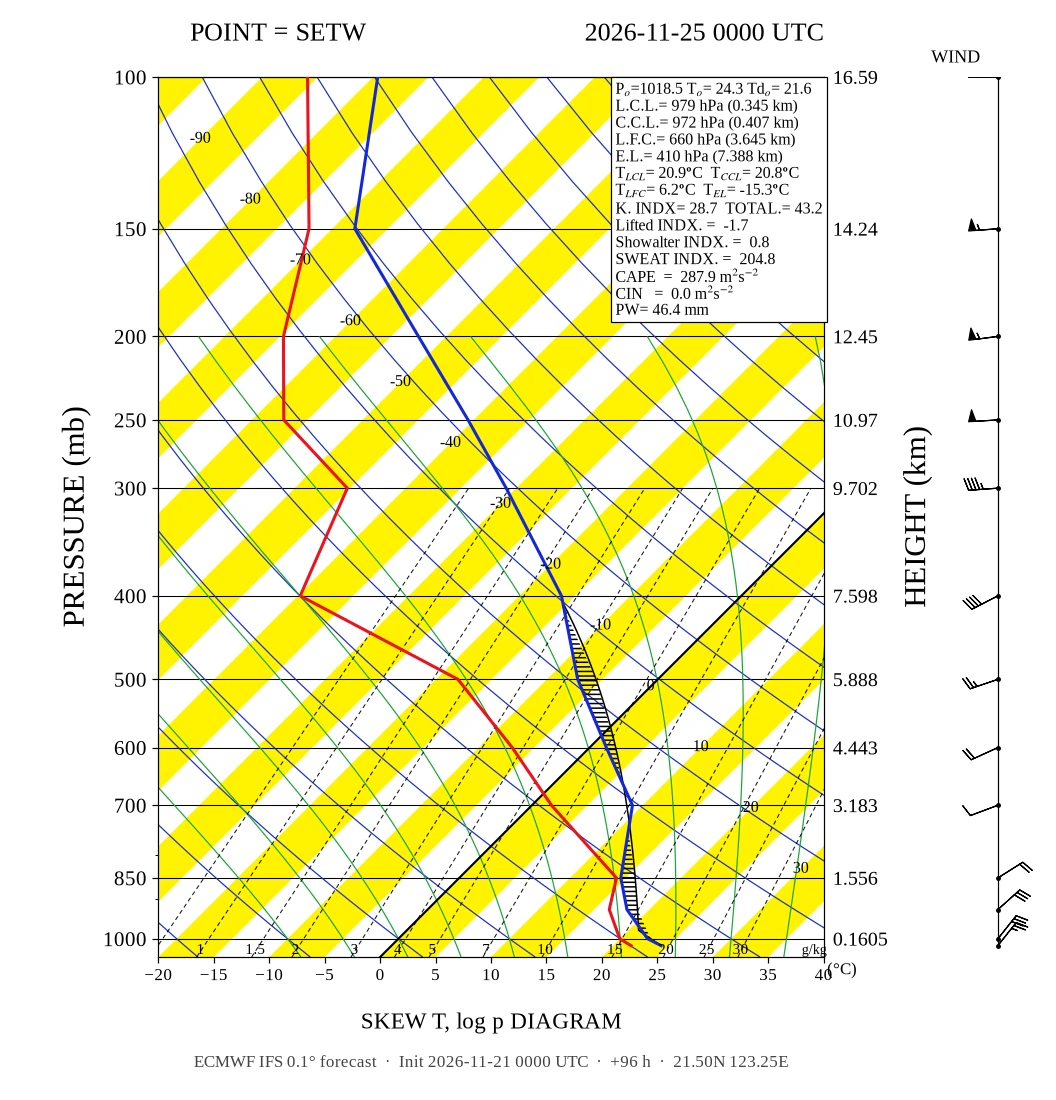 POINT = SETW 2026-11-25 0000 UTC
WIND
100 16.59
Pₒ=1018.5 Tₒ= 24.3 Tdₒ= 21.6
L.C.L.= 979 hPa (0.345 km)
C.C.L.= 972 hPa (0.407 km)
L.F.C.= 660 hPa (3.645 km)
E.L.= 410 hPa (7.388 km)
T_LCL= 20.9°C T_CCL= 20.8°C
T_LFC= 6.2°C T_EL= -15.3°C
K. INDX= 28.7 TOTAL.= 43.2
Lifted INDX. = -1.7
Showalter INDX. = 0.8
SWEAT INDX. = 204.8
CAPE = 287.9 m²s⁻²
CIN = 0.0 m²s⁻²
PW= 46.4 mm
-90
-80
150 14.24
-70
-60
200 12.45
-50
250 10.97
-40
300 9.702
-30
-20
400 7.598
-10
500 5.888
0
600 4.443
10
700 3.183
20
850 1.556
30
1000 0.1605
PRESSURE (mb)
HEIGHT (km)
1 1.5 2 3 4 5 7 10 15 20 25 30 g/kg
−20 −15 −10 −5 0 5 10 15 20 25 30 35 40 (°C)
SKEW T, log p DIAGRAM
ECMWF IFS 0.1° forecast · Init 2026-11-21 0000 UTC · +96 h · 21.50N 123.25E